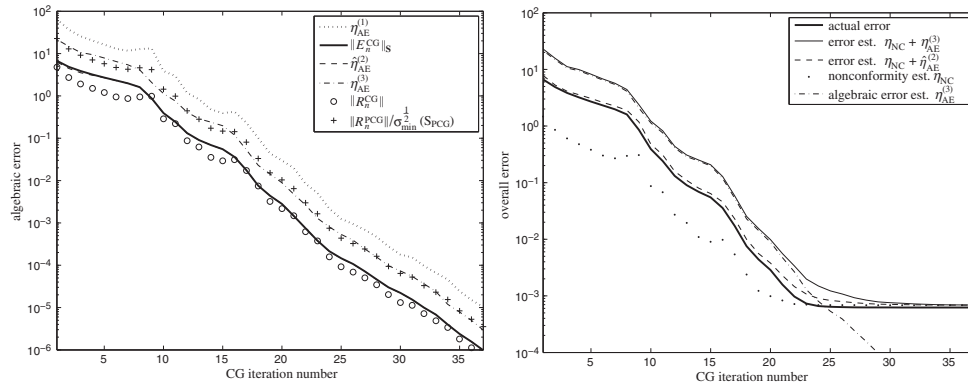 10^2
10^1
10^0
10^-1
10^-2
10^-3
10^-4
10^-5
10^-6
algebraic error
5 10 15 20 25 30 35
CG iteration number
η_AE^(1)
‖E_n^CG‖_S
η̂_AE^(2)
η_AE^(3)
‖R_n^CG‖
‖R_n^PCG‖/σ_min^(1/2) (S_PCG)
10^2
10^1
10^0
10^-1
10^-2
10^-3
10^-4
overall error
5 10 15 20 25 30 35
CG iteration number
actual error
error est. η_NC + η_AE^(3)
error est. η_NC + η̂_AE^(2)
nonconformity est. η_NC
algebraic error est. η_AE^(3)